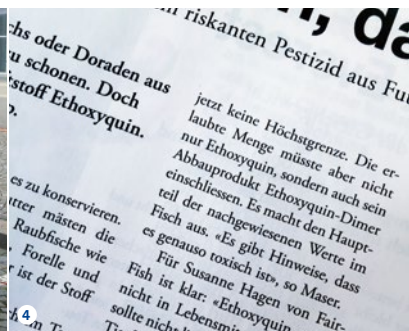 n, da
m riskanten Pestizid aus Fut
chs oder Doraden aus
zu schonen. Doch
stoff Ethoxyquin.
es zu konservieren.
tter mästen die
Raubfische wie
Forelle und
ist der Stoff
jetzt keine Höchstgrenze. Die er-
laubte Menge müsste aber nicht
nur Ethoxyquin, sondern auch sein
Abbauprodukt Ethoxyquin-Dimer
einschliessen. Es macht den Haupt-
teil der nachgewiesenen Werte im
Fisch aus. «Es gibt Hinweise, dass
es genauso toxisch ist», so Maser.
Für Susanne Hagen von Fair-
Fish ist klar: «Ethoxyquin
nicht in Lebensmi
sollte nicht
4